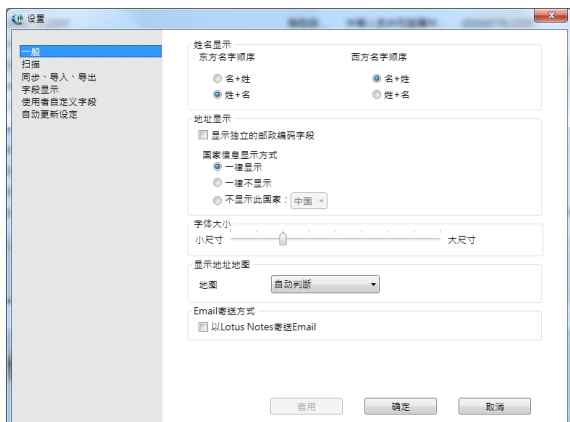 设置
一般
扫描
同步、导入、导出
字段显示
使用者自定义字段
自动更新设定
姓名显示
东方名字顺序
西方名字顺序
名+姓
名+姓
姓+名
姓+名
地址显示
显示独立的邮政编码字段
国家信息显示方式
一律显示
一律不显示
不显示此国家： 中国
字体大小
小尺寸 大尺寸
显示地址地图
地图 自动判断
Email寄送方式
以Lotus Notes寄送Email
套用 确定 取消